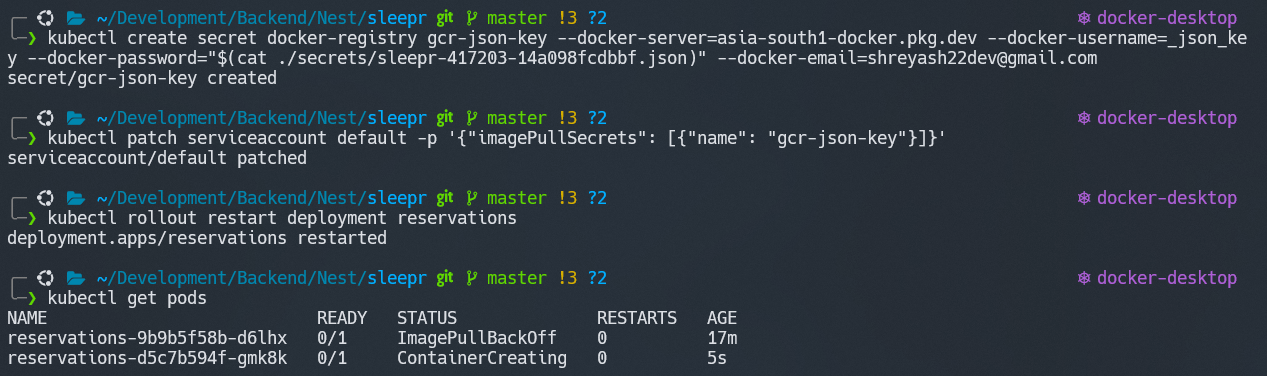 ~/Development/Backend/Nest/sleepr git master !3 ?2 docker-desktop
❯ kubectl create secret docker-registry gcr-json-key --docker-server=asia-south1-docker.pkg.dev --docker-username=_json_ke
y --docker-password="$(cat ./secrets/sleepr-417203-14a098fcdbbf.json)" --docker-email=shreyash22dev@gmail.com
secret/gcr-json-key created
~/Development/Backend/Nest/sleepr git master !3 ?2 docker-desktop
❯ kubectl patch serviceaccount default -p '{"imagePullSecrets": [{"name": "gcr-json-key"}]}'
serviceaccount/default patched
~/Development/Backend/Nest/sleepr git master !3 ?2 docker-desktop
❯ kubectl rollout restart deployment reservations
deployment.apps/reservations restarted
~/Development/Backend/Nest/sleepr git master !3 ?2 docker-desktop
❯ kubectl get pods
NAME READY STATUS RESTARTS AGE
reservations-9b9b5f58b-d6lhx 0/1 ImagePullBackOff 0 17m
reservations-d5c7b594f-gmk8k 0/1 ContainerCreating 0 5s